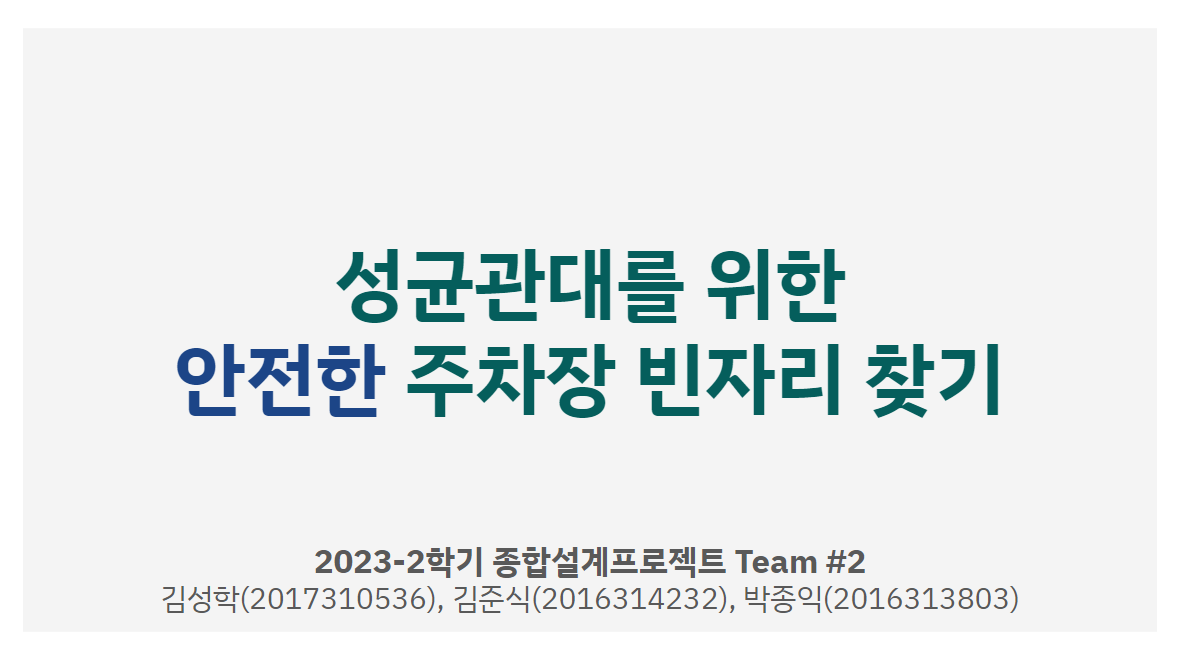 성균관대를 위한
안전한 주차장 빈자리 찾기
2023-2학기 종합설계프로젝트 Team #2
김성학(2017310536), 김준식(2016314232), 박종익(2016313803)